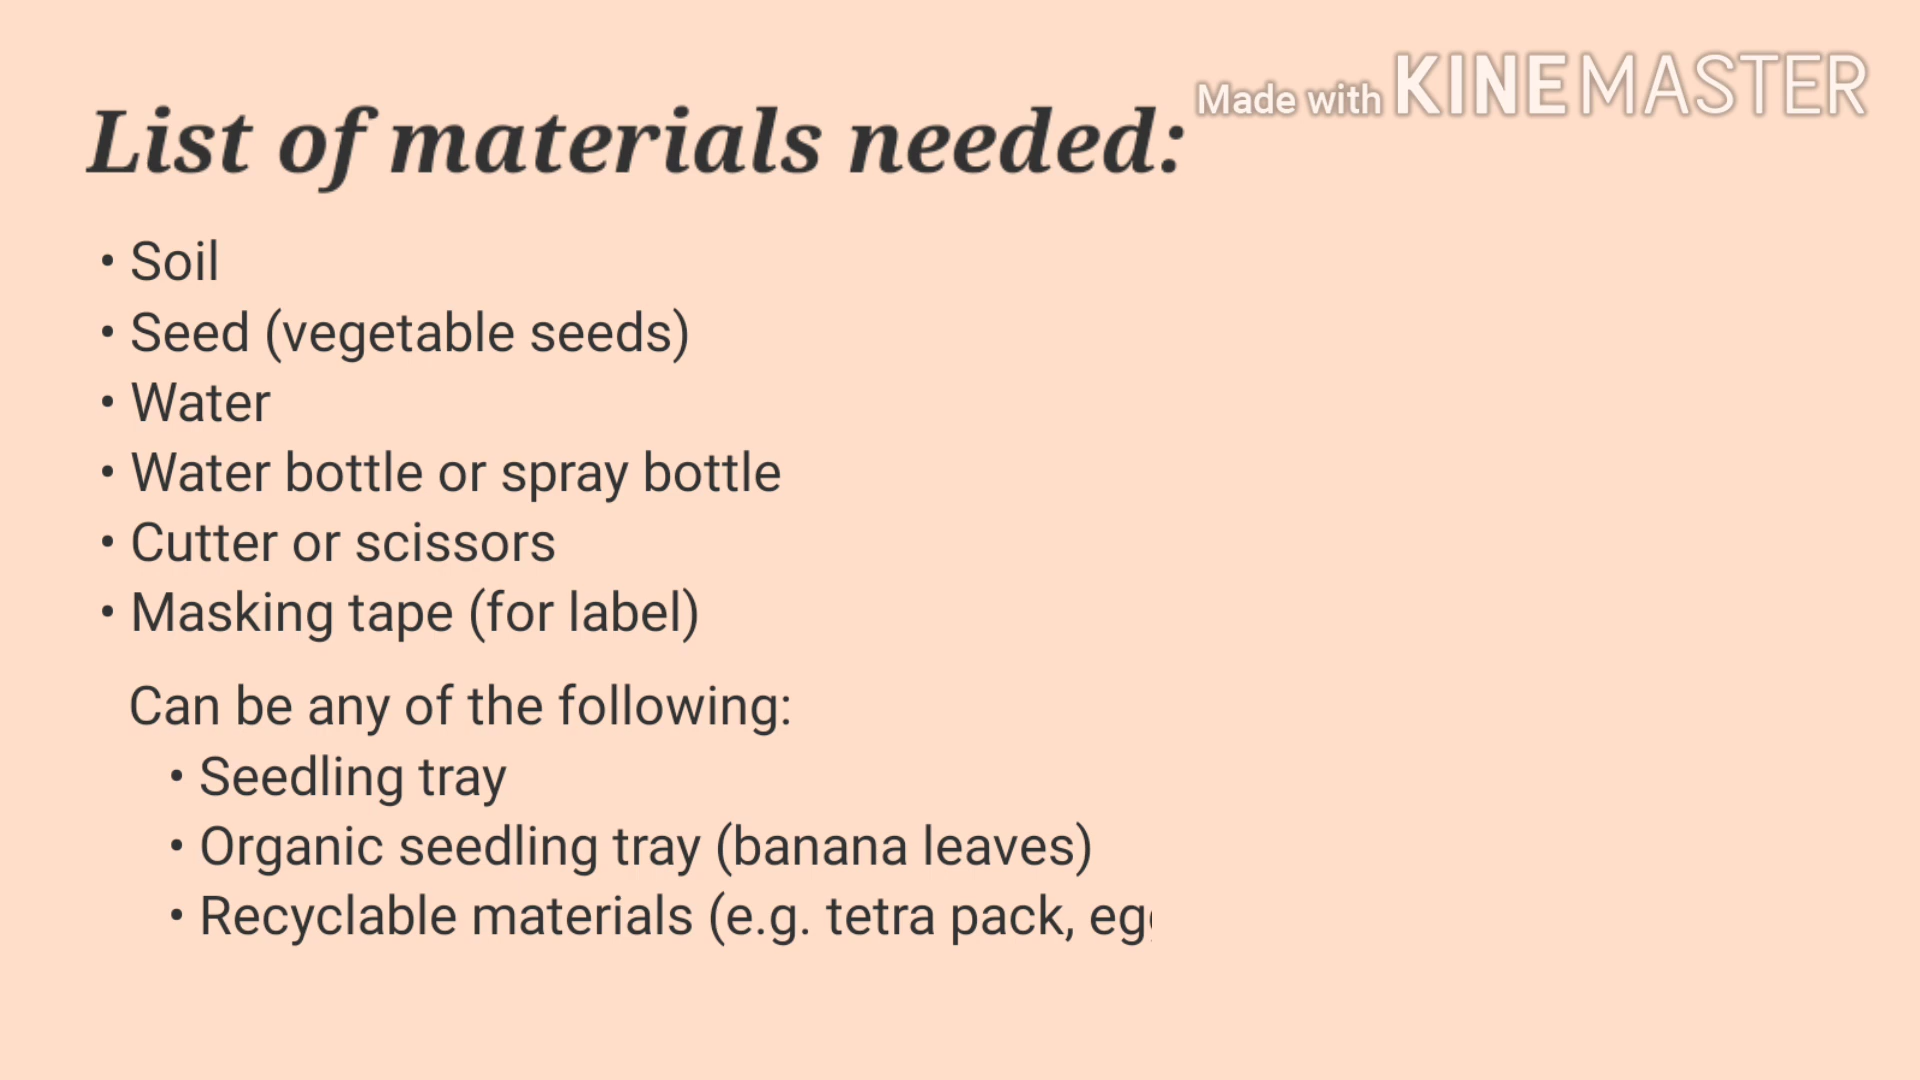 Made with KINEMASTER
List of materials needed:
• Soil
• Seed (vegetable seeds)
• Water
• Water bottle or spray bottle
• Cutter or scissors
• Masking tape (for label)
Can be any of the following:
• Seedling tray
• Organic seedling tray (banana leaves)
• Recyclable materials (e.g. tetra pack,